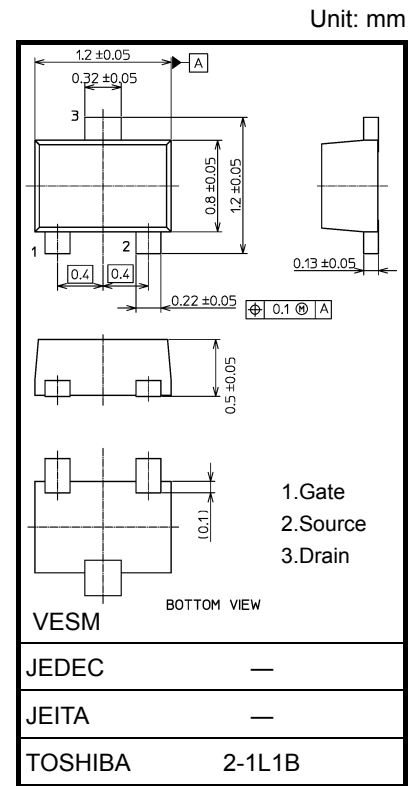 Unit: mm
1.2 ±0.05
A
0.32 ±0.05
3
0.8 ±0.05
1.2 ±0.05
1
2
0.13 ±0.05
0.4 0.4
0.22 ±0.05
⌖ 0.1 Ⓜ A
0.5 ±0.05
(0.1)
1.Gate
2.Source
3.Drain
BOTTOM VIEW
VESM
JEDEC —
JEITA —
TOSHIBA 2-1L1B